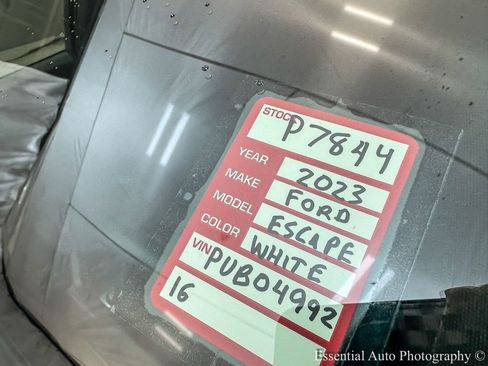 STOCK P7844
YEAR 2023
MAKE FORD
MODEL ESCAPE
COLOR WHITE
VIN PUB04992
16
Essential Auto Photography ©